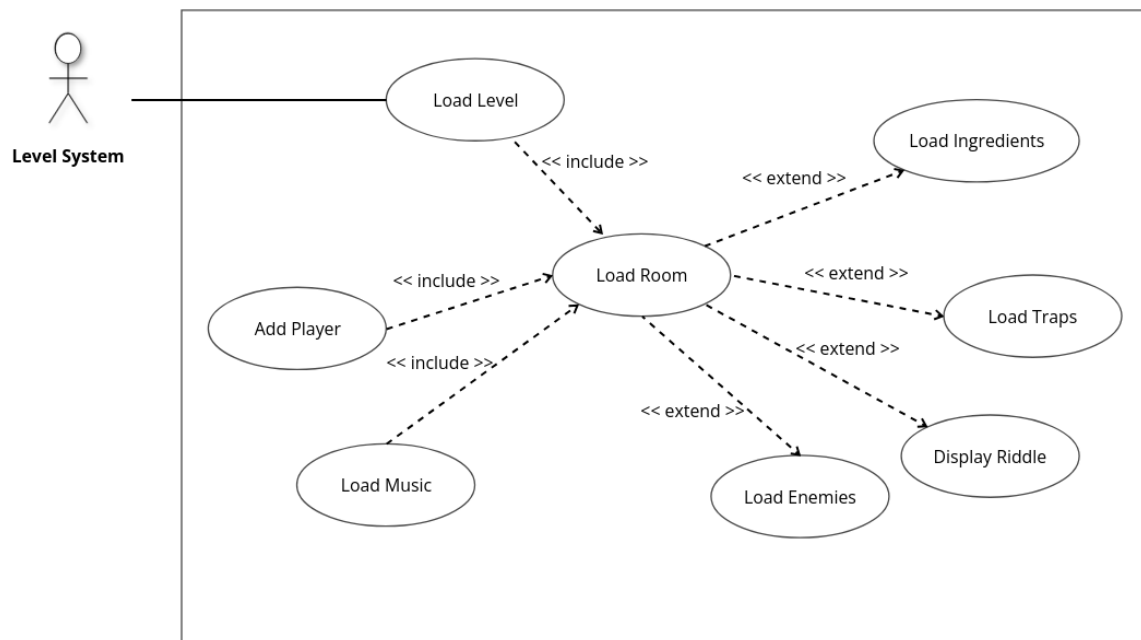 Load Level
Level System
<< include >>
Load Ingredients
<< extend >>
Load Room
<< extend >>
<< include >>
Load Traps
Add Player
<< extend >>
<< include >>
<< extend >>
Display Riddle
Load Music
Load Enemies